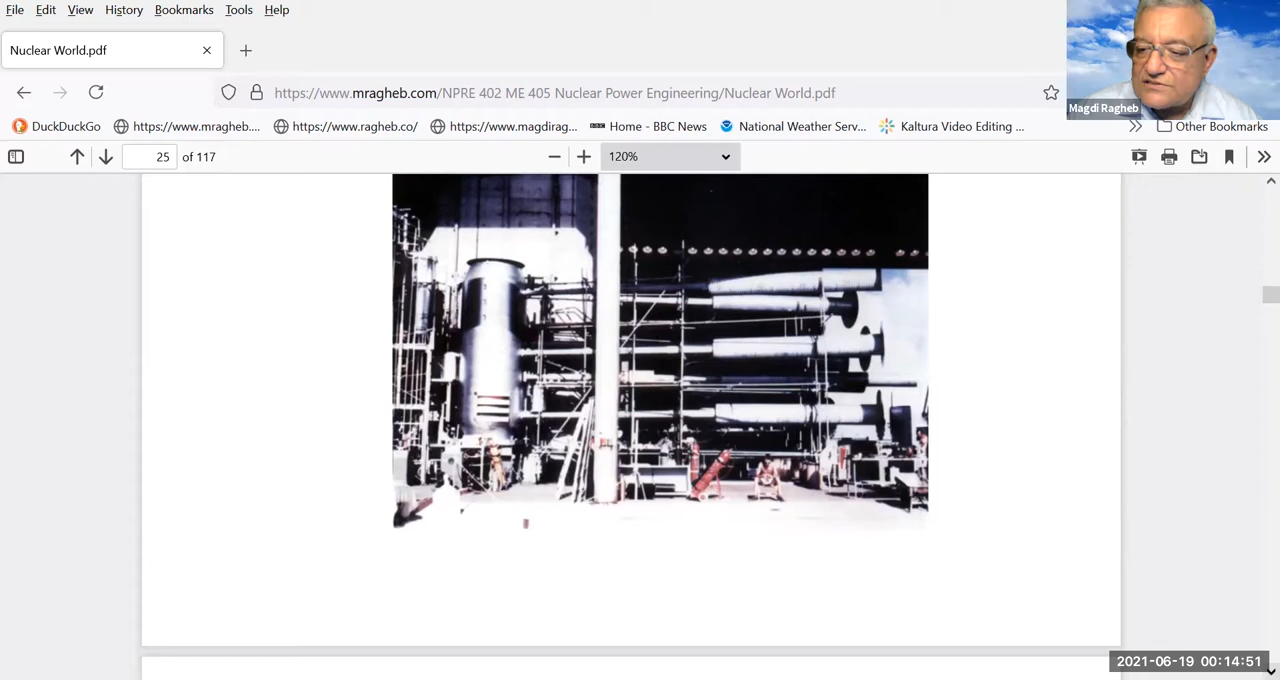 File Edit View History Bookmarks Tools Help
Nuclear World.pdf
https://www.mragheb.com/NPRE 402 ME 405 Nuclear Power Engineering/Nuclear World.pdf
Magdi Ragheb
DuckDuckGo https://www.mragheb.... https://www.ragheb.co/ https://www.magdirag... BBC Home - BBC News National Weather Serv... Kaltura Video Editing ... Other Bookmarks
25 of 117 120%
2021-06-19 00:14:51